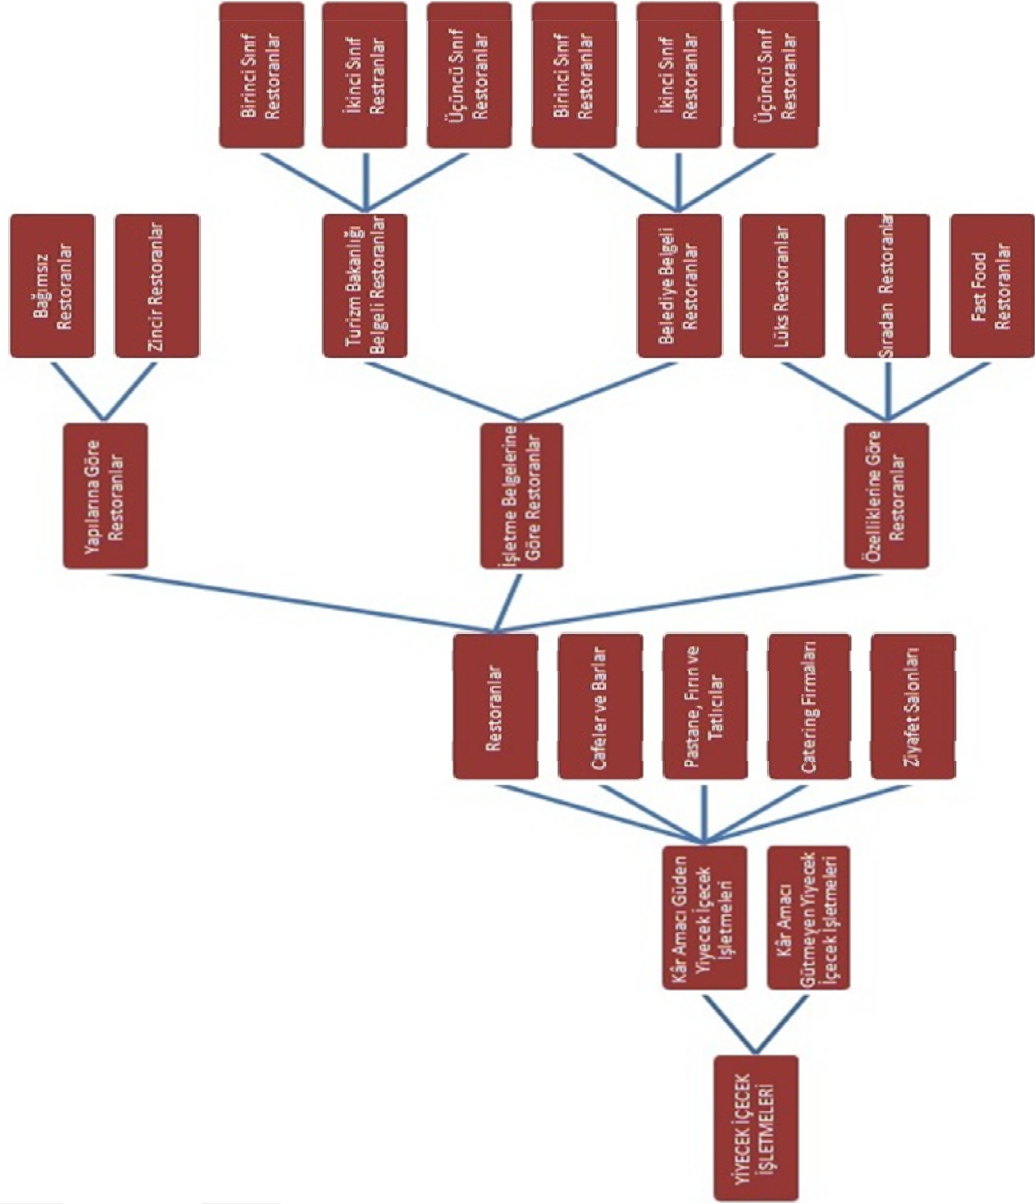 YİYECEK İÇECEK
İŞLETMELERİ
Kâr Amacı Güden
Yiyecek İçecek
İşletmeleri
Kâr Amacı
Gütmeyen Yiyecek
İçecek İşletmeleri
Restoranlar
Cafeler ve Barlar
Pastane, Fırın ve
Tatlıcılar
Catering Firmaları
Ziyafet Salonları
Yapılarına Göre
Restoranlar
İşletme Belgelerine
Göre Restoranlar
Özelliklerine Göre
Restoranlar
Bağımsız
Restoranlar
Zincir Restoranlar
Turizm Bakanlığı
Belgeli Restoranlar
Belediye Belgeli
Restoranlar
Lüks Restoranlar
Sıradan Restoranlar
Fast Food
Restoranlar
Birinci Sınıf
Restoranlar
İkinci Sınıf
Restranlar
Üçüncü Sınıf
Restoranlar
Birinci Sınıf
Restoranlar
İkinci Sınıf
Restoranlar
Üçüncü Sınıf
Restoranlar